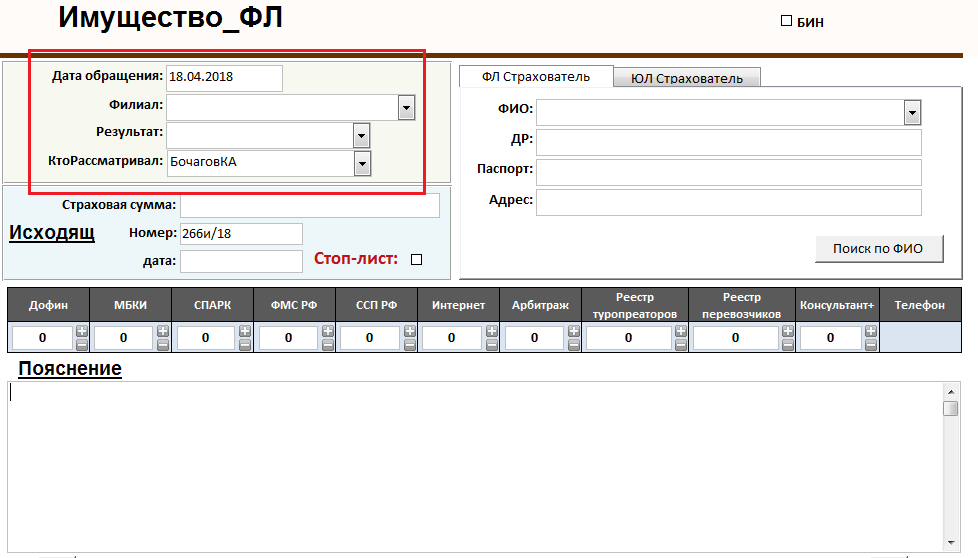 Имущество_ФЛ
БИН
Дата обращения: 18.04.2018
Филиал:
Результат:
КтоРассматривал: БочаговКА
ФЛ Страхователь ЮЛ Страхователь
ФИО:
ДР:
Паспорт:
Адрес:
Поиск по ФИО
Страховая сумма:
Исходящ Номер: 266и/18
дата: Стоп-лист:
Дофин МБКИ СПАРК ФМС РФ ССП РФ Интернет Арбитраж Реестр туропреаторов Реестр перевозчиков Консультант+ Телефон
0 0 0 0 0 0 0 0 0 0
Пояснение